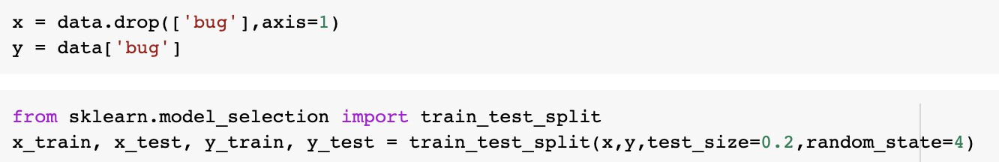 x = data.drop(['bug'],axis=1)
y = data['bug']
from sklearn.model_selection import train_test_split
x_train, x_test, y_train, y_test = train_test_split(x,y,test_size=0.2,random_state=4)